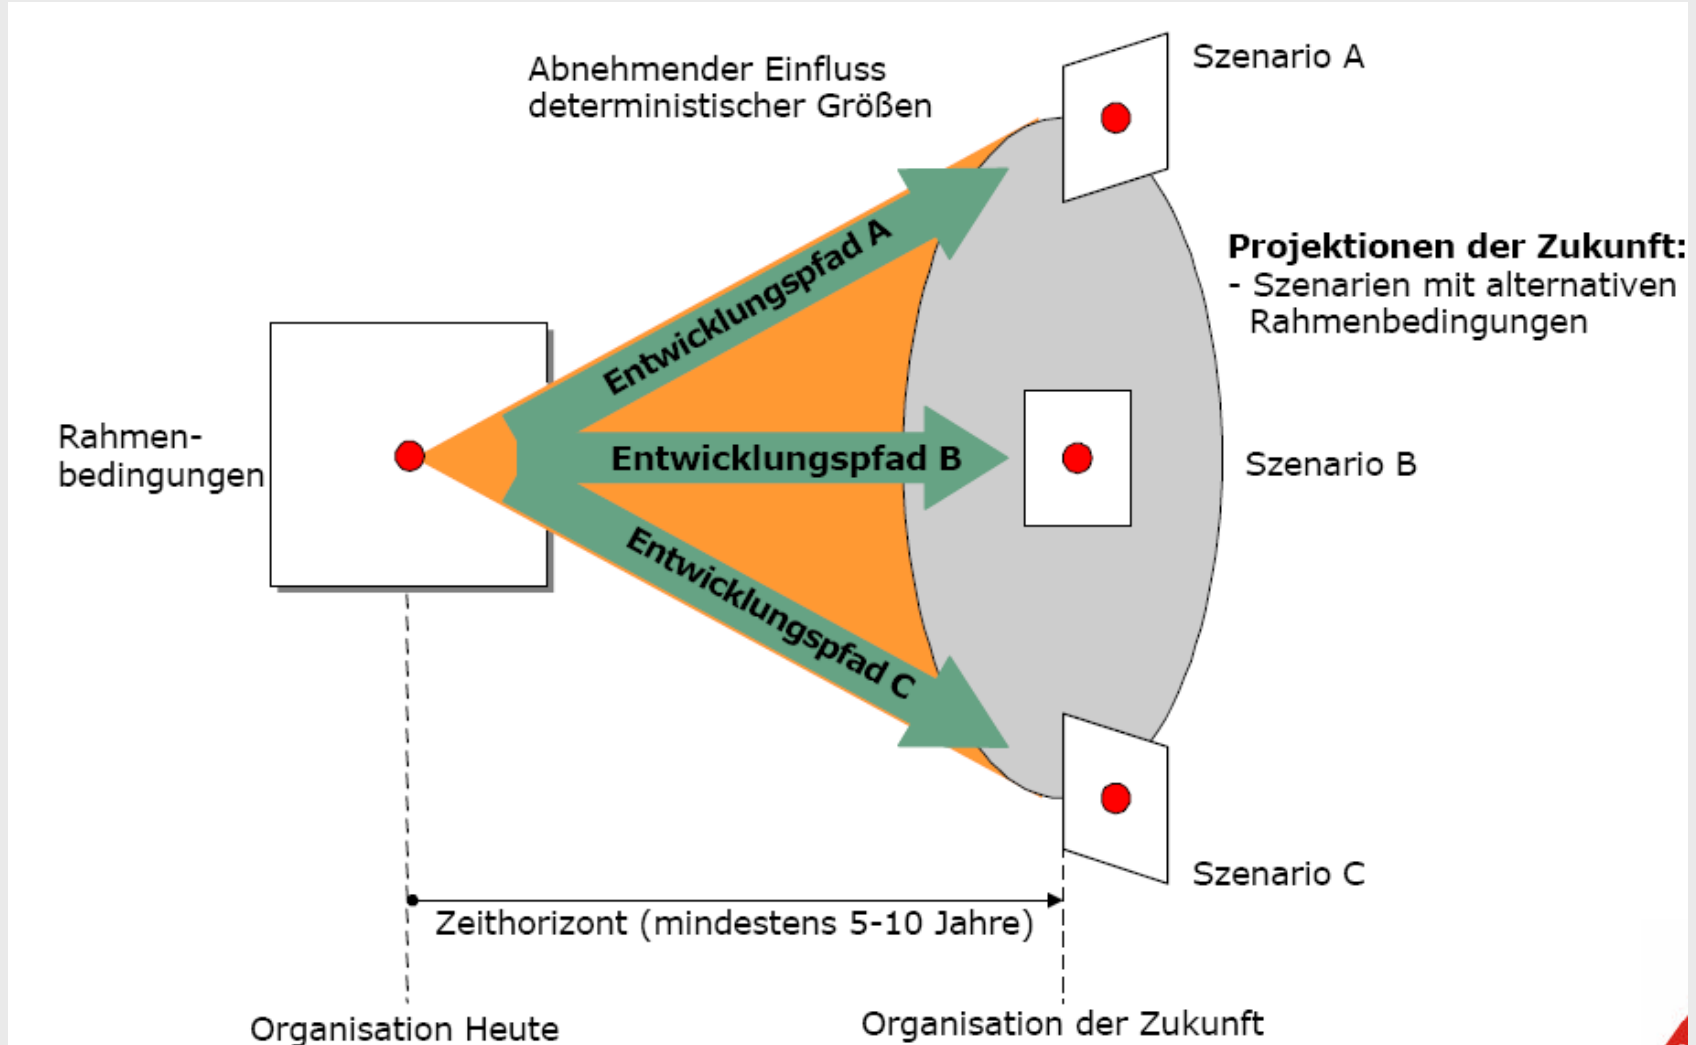 Szenario A
Abnehmender Einfluss
deterministischer Größen
Entwicklungspfad A
Projektionen der Zukunft:
- Szenarien mit alternativen
Rahmenbedingungen
Rahmen-
bedingungen
Entwicklungspfad B
Szenario B
Entwicklungspfad C
Szenario C
Zeithorizont (mindestens 5-10 Jahre)
Organisation Heute
Organisation der Zukunft